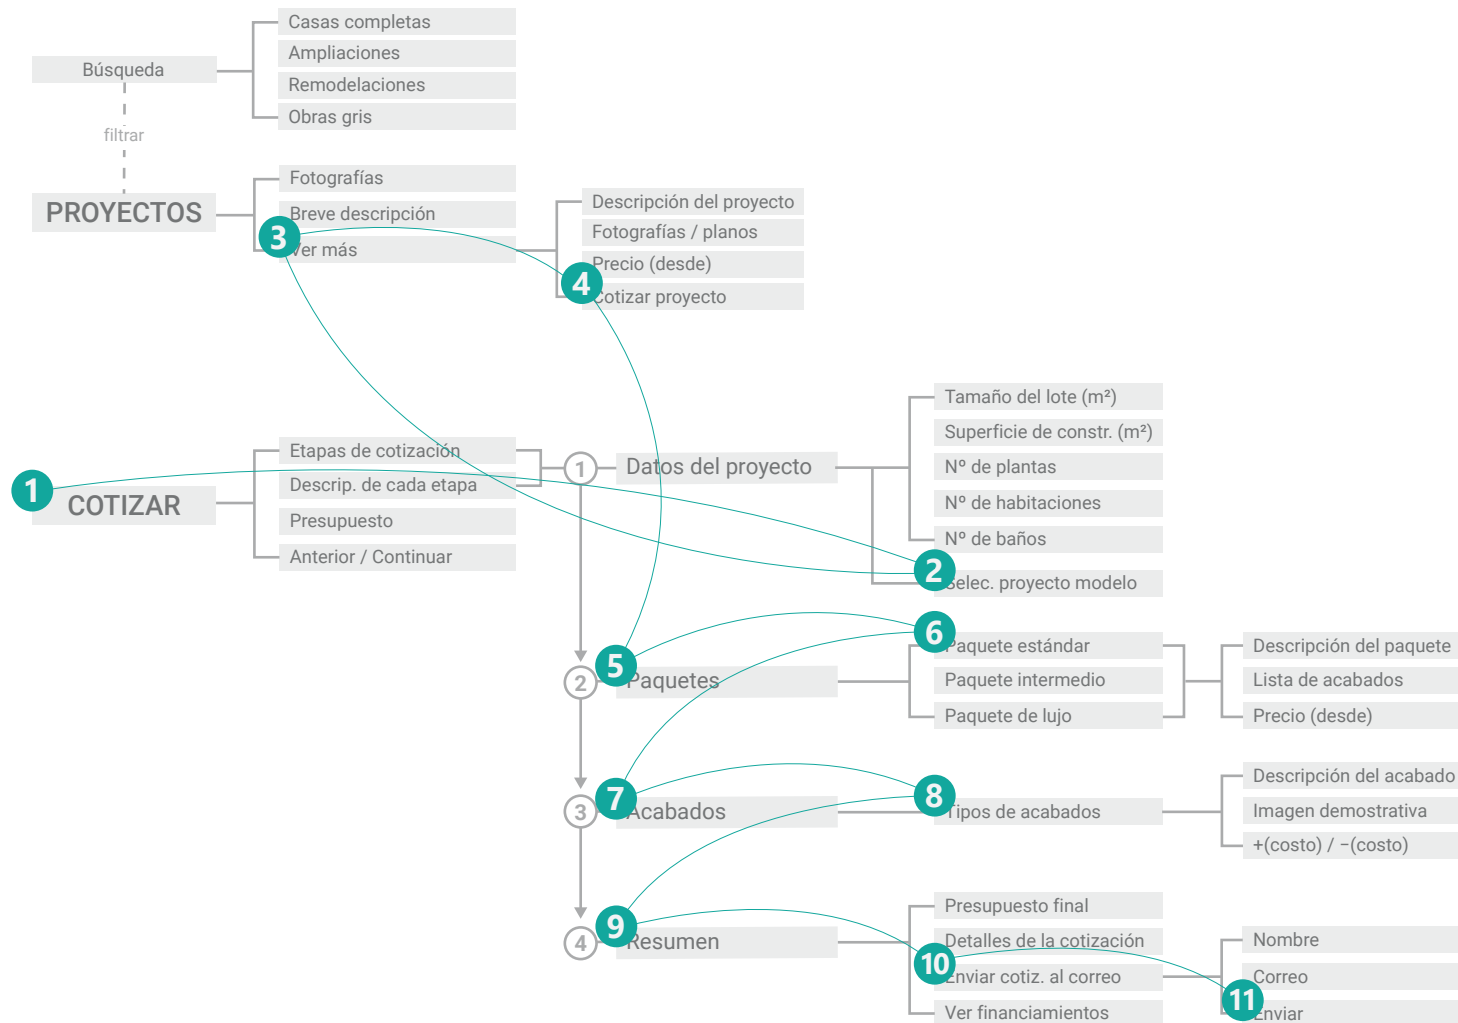 Búsqueda
Casas completas
Ampliaciones
Remodelaciones
Obras gris
filtrar
PROYECTOS
Fotografías
Breve descripción
3
Ver más
Descripción del proyecto
Fotografías / planos
Precio (desde)
4
Cotizar proyecto
1
COTIZAR
Etapas de cotización
Descrip. de cada etapa
Presupuesto
Anterior / Continuar
1
Datos del proyecto
Tamaño del lote (m²)
Superficie de constr. (m²)
Nº de plantas
Nº de habitaciones
Nº de baños
2
Selec. proyecto modelo
2
5
Paquetes
6
Paquete estándar
Paquete intermedio
Paquete de lujo
Descripción del paquete
Lista de acabados
Precio (desde)
3
7
Acabados
8
Tipos de acabados
Descripción del acabado
Imagen demostrativa
+(costo) / −(costo)
4
9
Resumen
Presupuesto final
Detalles de la cotización
10
Enviar cotiz. al correo
Ver financiamientos
Nombre
Correo
11
Enviar